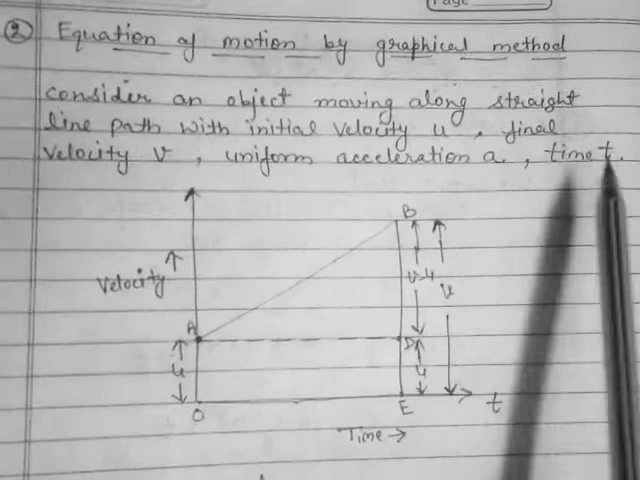 Page
② Equation of motion by graphical method
consider an object moving along straight
line path with initial velocity u, final
velocity v, uniform acceleration a, time t.
B
Velocity ↑
v-u
v
A
D
u
u
O
E
t
Time →